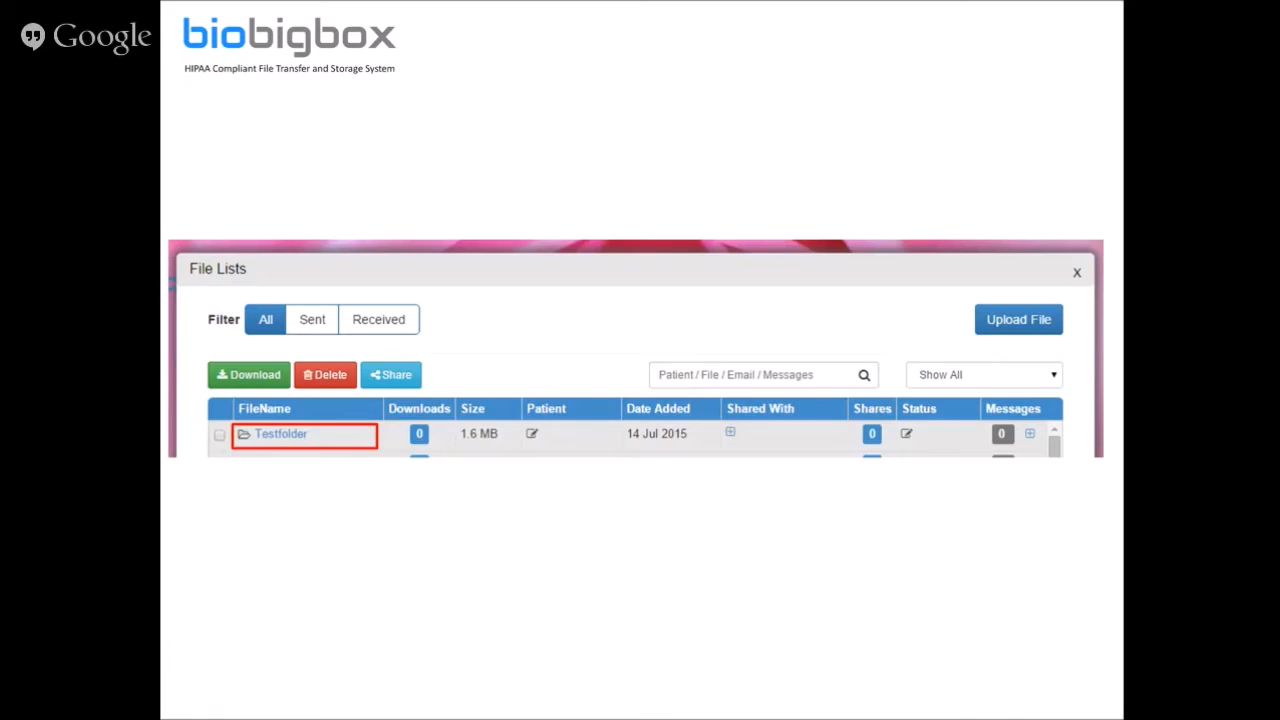 Google
biobigbox
HIPAA Compliant File Transfer and Storage System
File Lists
x
Filter All Sent Received Upload File
Download Delete Share Patient / File / Email / Messages Show All
FileName Downloads Size Patient Date Added Shared With Shares Status Messages
Testfolder 0 1.6 MB 14 Jul 2015 0 0